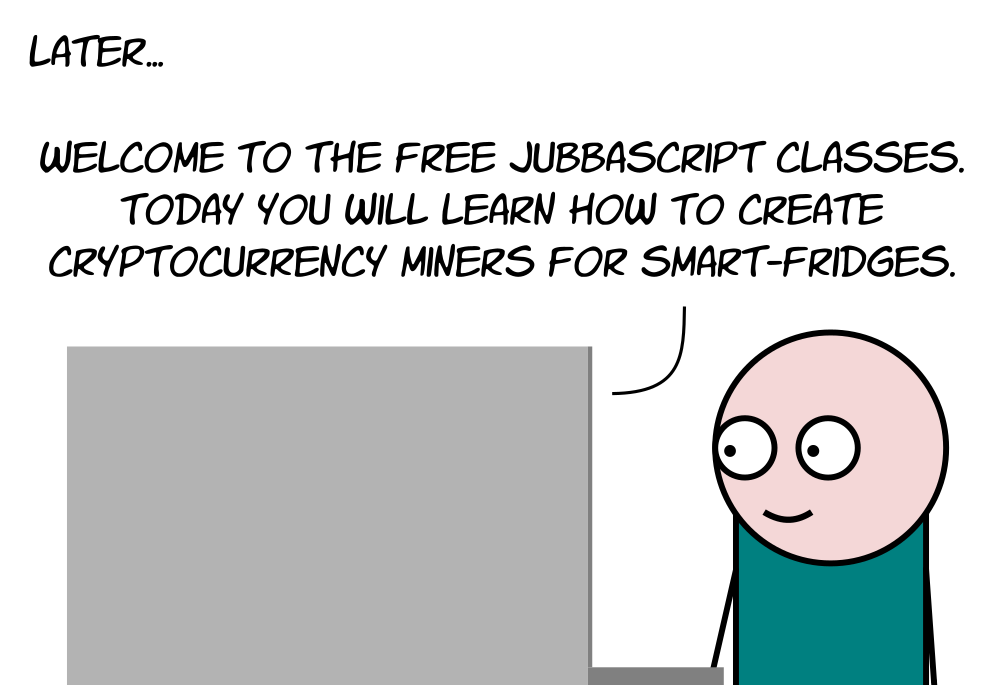 LATER...
WELCOME TO THE FREE JUBBASCRIPT CLASSES.
TODAY YOU WILL LEARN HOW TO CREATE
CRYPTOCURRENCY MINERS FOR SMART-FRIDGES.